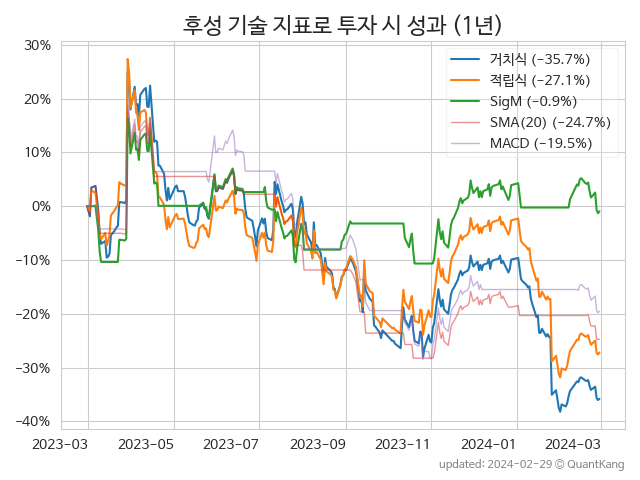 후성 기술 지표로 투자 시 성과 (1년)
30%
20%
10%
0%
−10%
−20%
−30%
−40%
거치식 (−35.7%)
적립식 (−27.1%)
SigM (−0.9%)
SMA(20) (−24.7%)
MACD (−19.5%)
2023−03
2023−05
2023−07
2023−09
2023−11
2024−01
2024−03
updated: 2024−02−29 ⓒ QuantKang